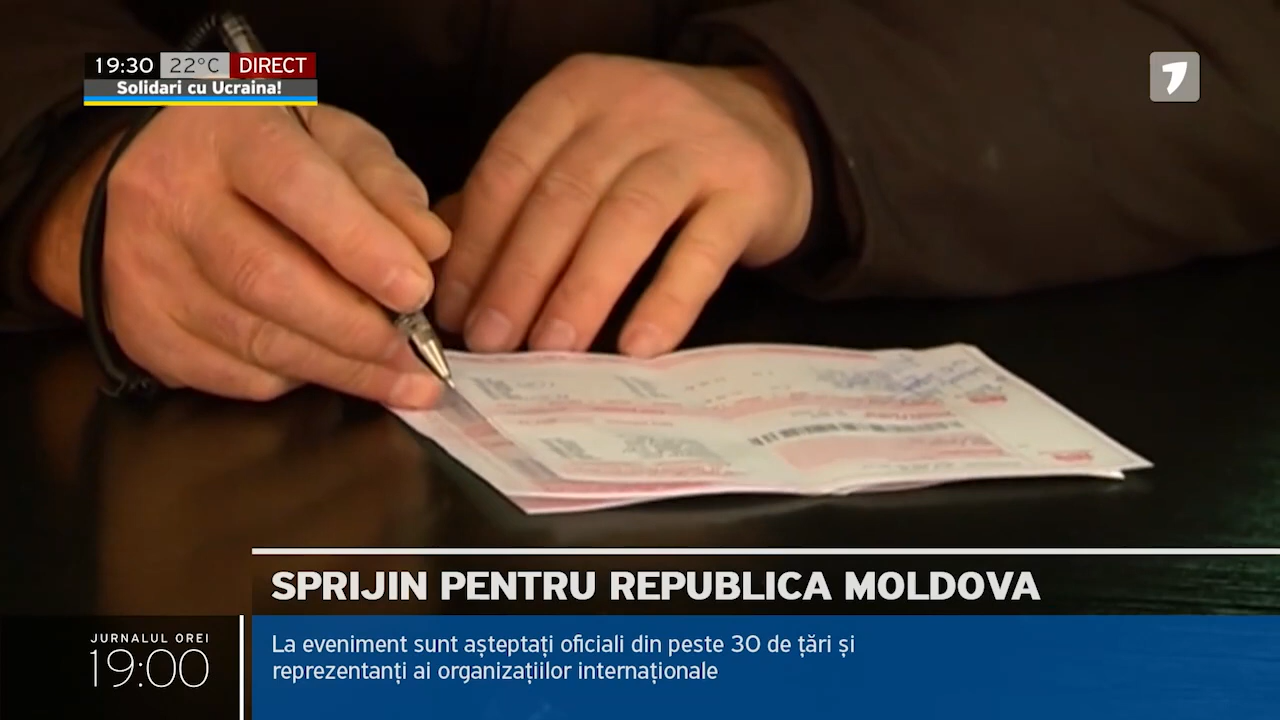 19:30 22°C DIRECT
Solidari cu Ucraina!
SPRIJIN PENTRU REPUBLICA MOLDOVA
JURNALUL OREI
19:00
La eveniment sunt așteptați oficiali din peste 30 de țări și
reprezentanți ai organizațiilor internaționale